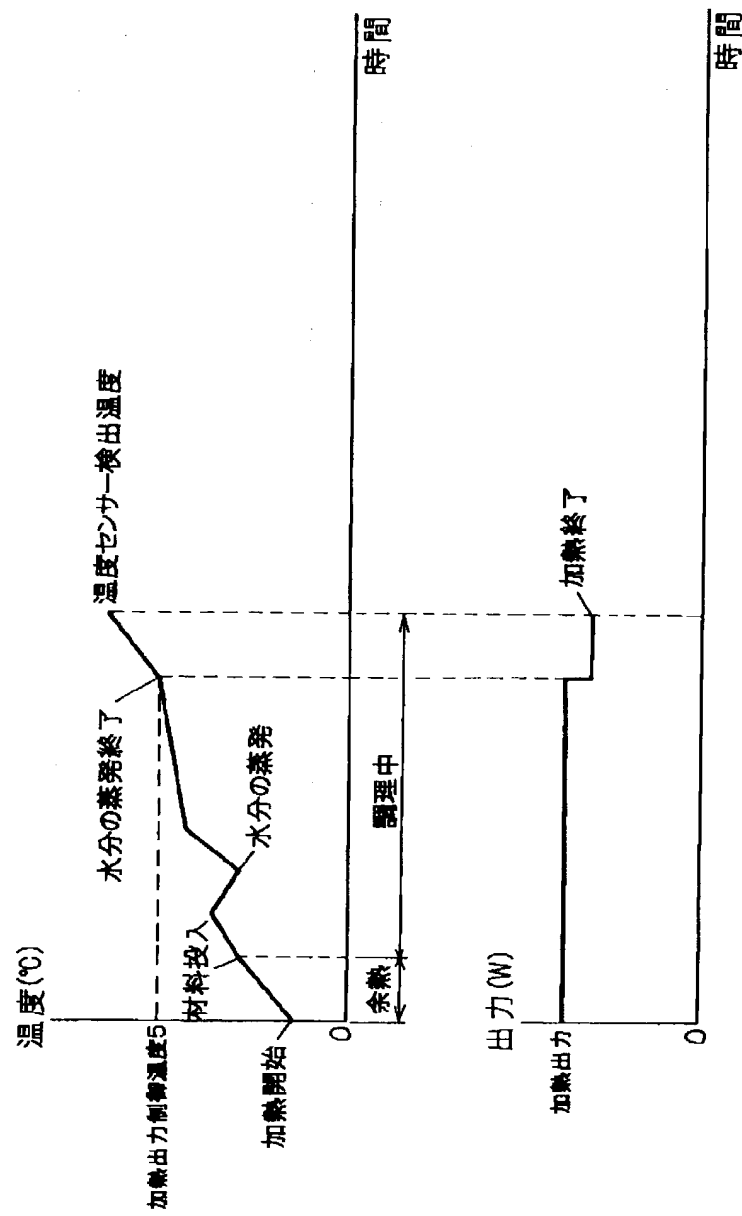 温度(℃)
加熱出力制御温度5
水分の蒸発終了
温度センサー検出温度
材料投入
水分の蒸発
加熱開始
0
時間
余熱
調理中
出力(W)
加熱出力
加熱終了
0
時間